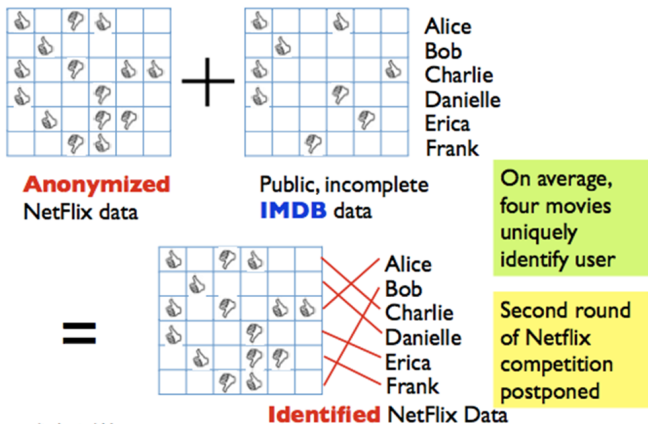 Alice
Bob
Charlie
Danielle
Erica
Frank
Anonymized
NetFlix data
Public, incomplete
IMDB data
On average,
four movies
uniquely
identify user
Alice
Bob
Charlie
Danielle
Erica
Frank
Second round
of Netflix
competition
postponed
Identified NetFlix Data